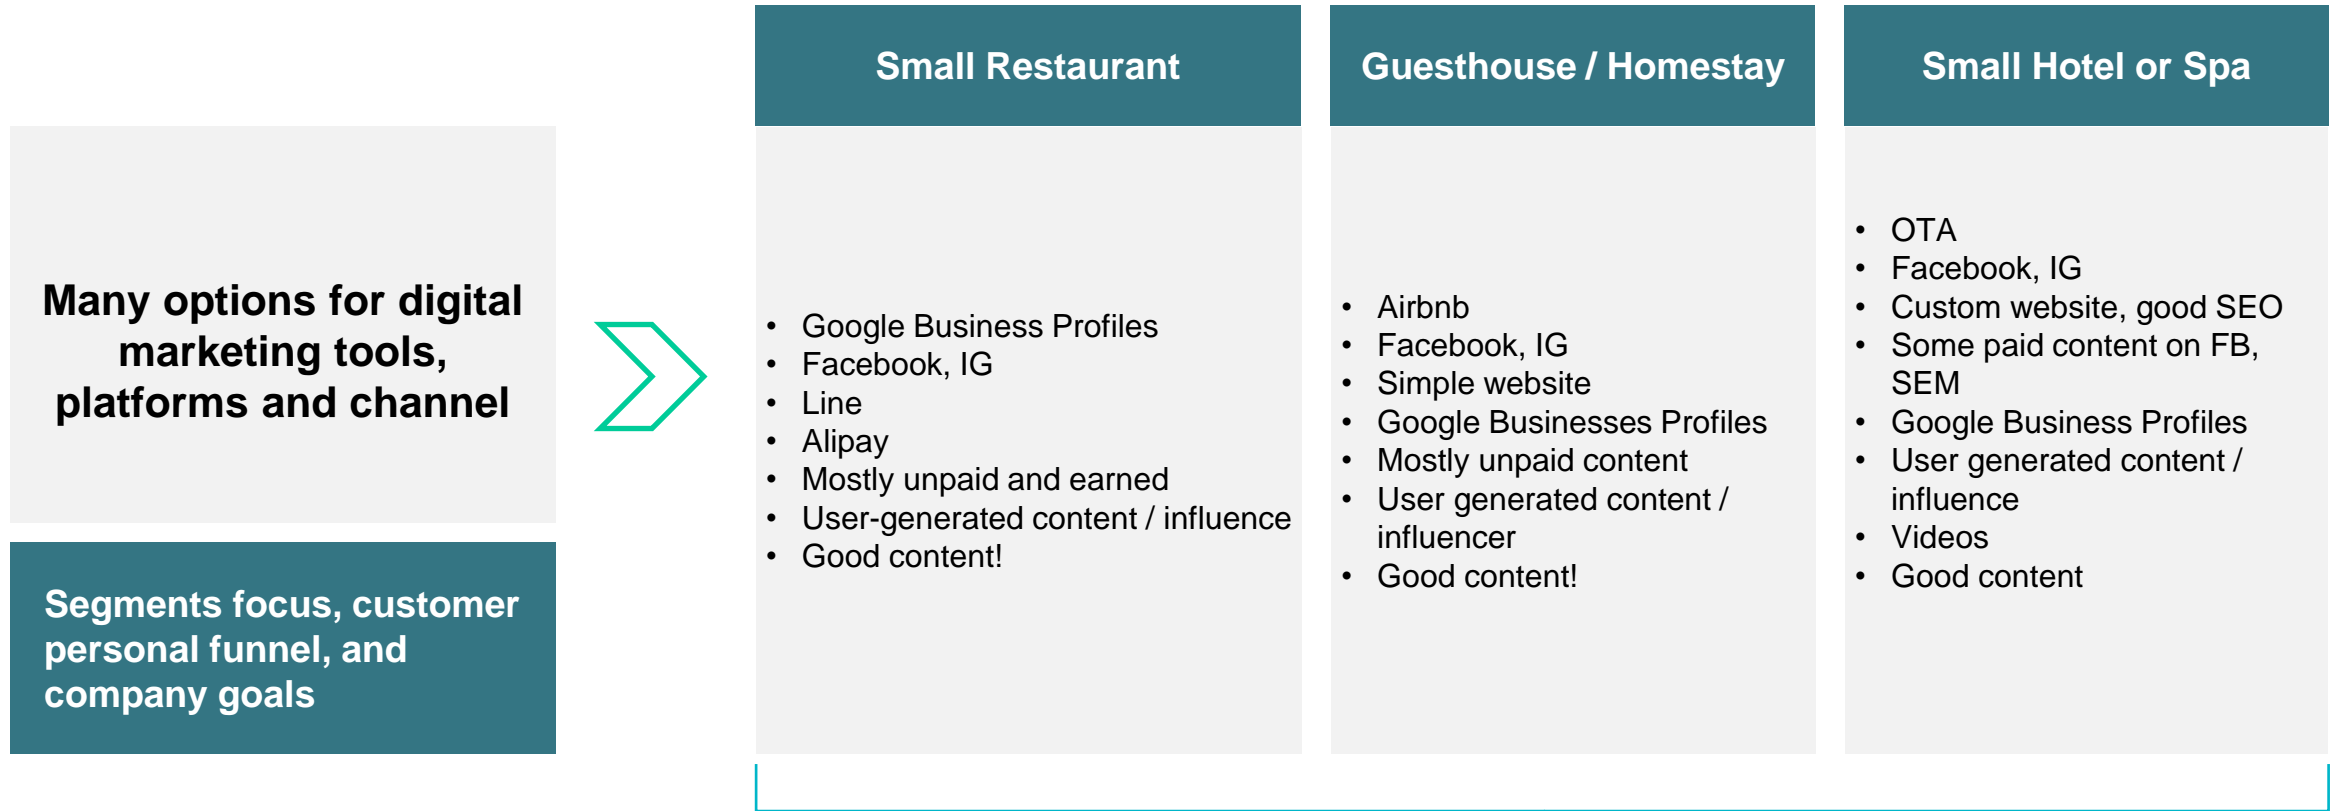 Many options for digital
marketing tools,
platforms and channel
Segments focus, customer
personal funnel, and
company goals
Small Restaurant
• Google Business Profiles
• Facebook, IG
• Line
• Alipay
• Mostly unpaid and earned
• User-generated content / influence
• Good content!
Guesthouse / Homestay
• Airbnb
• Facebook, IG
• Simple website
• Google Businesses Profiles
• Mostly unpaid content
• User generated content /
influencer
• Good content!
Small Hotel or Spa
• OTA
• Facebook, IG
• Custom website, good SEO
• Some paid content on FB,
SEM
• Google Business Profiles
• User generated content /
influence
• Videos
• Good content